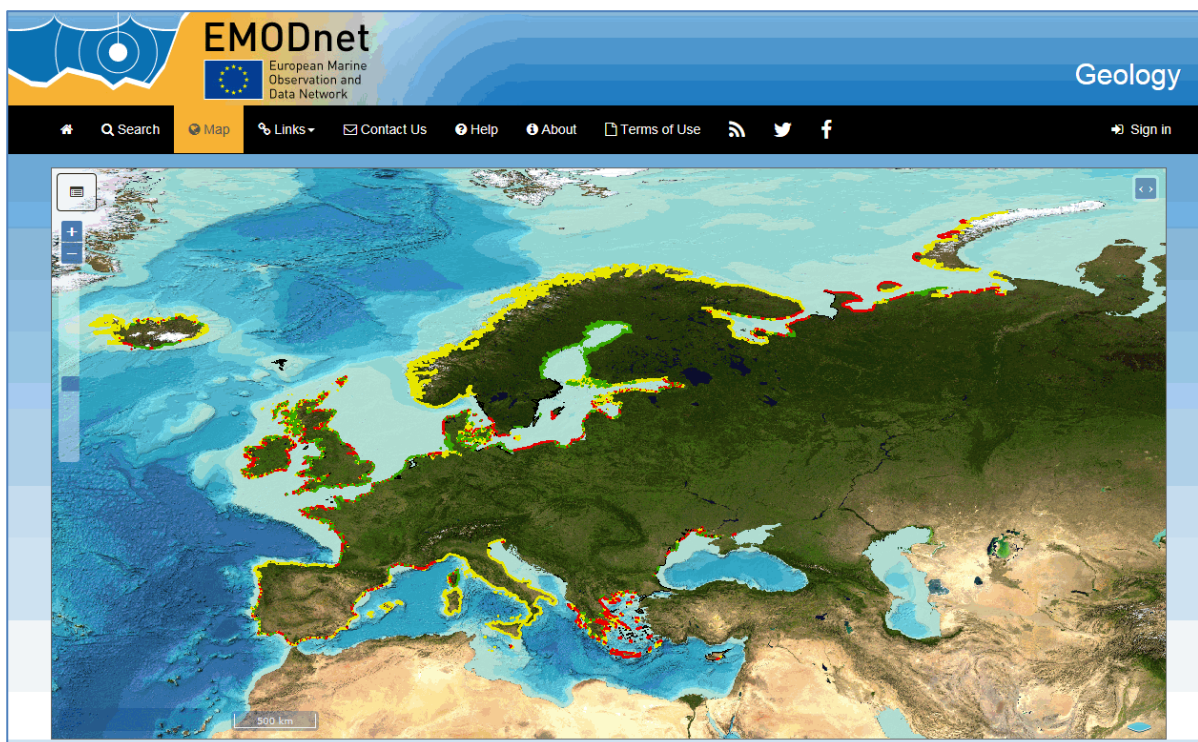 EMODnet
European Marine
Observation and
Data Network
Geology
Search
Map
Links
Contact Us
Help
About
Terms of Use
Sign in
+
−
500 km